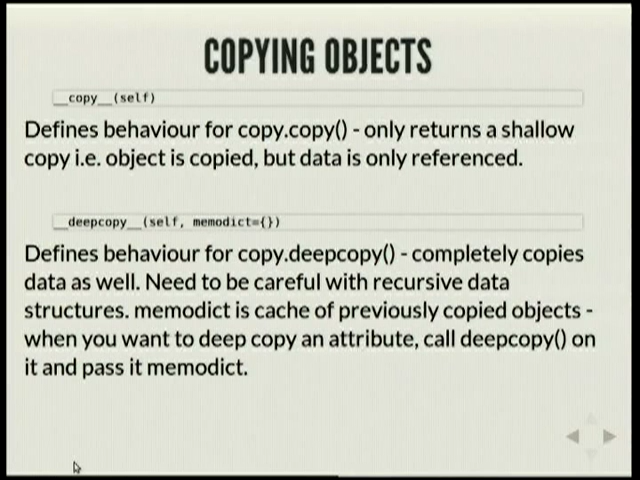 COPYING OBJECTS
__copy__(self)
Defines behaviour for copy.copy() - only returns a shallow
copy i.e. object is copied, but data is only referenced.
__deepcopy__(self, memodict={})
Defines behaviour for copy.deepcopy() - completely copies
data as well. Need to be careful with recursive data
structures. memodict is cache of previously copied objects -
when you want to deep copy an attribute, call deepcopy() on
it and pass it memodict.